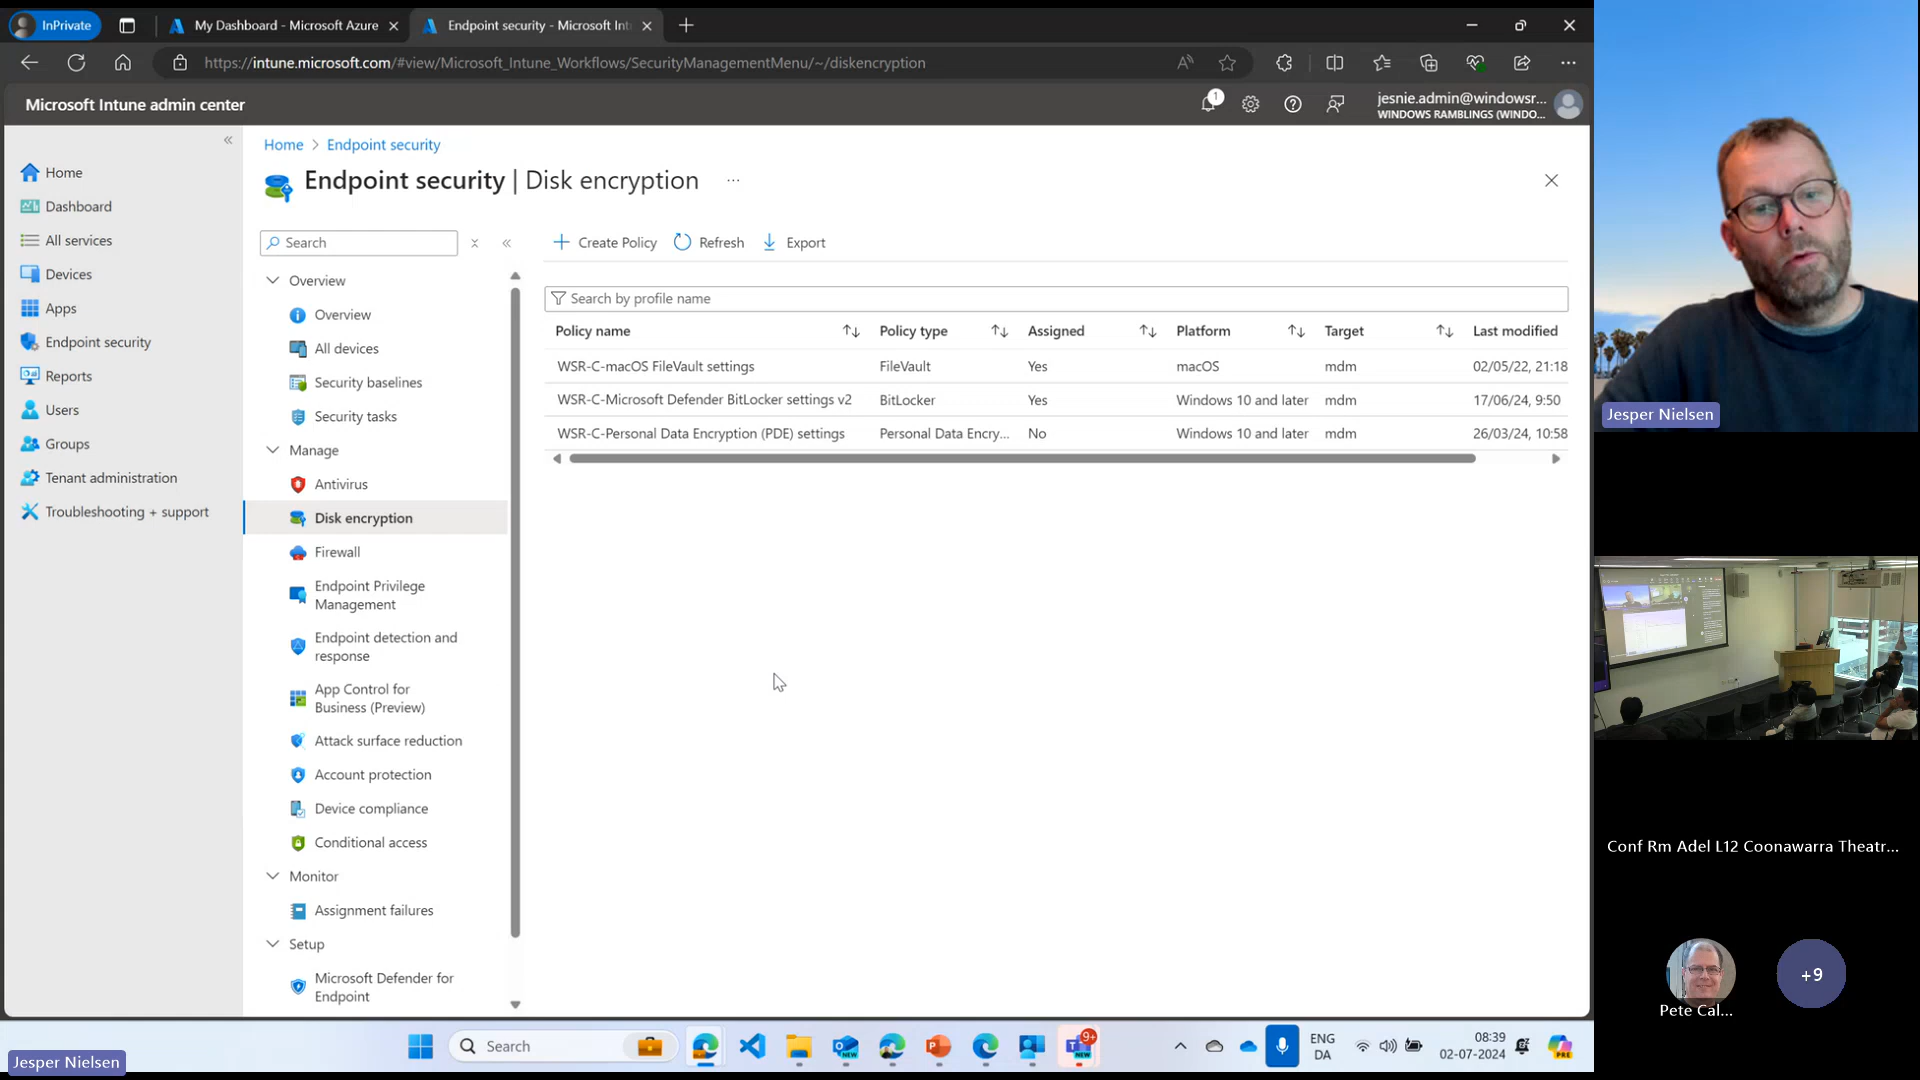 InPrivate
My Dashboard - Microsoft Azure
Endpoint security - Microsoft Int
https://intune.microsoft.com/#view/Microsoft_Intune_Workflows/SecurityManagementMenu/~/diskencryption
Microsoft Intune admin center
1
jesnie.admin@windowsr...
WINDOWS RAMBLINGS (WINDO...
Home
Dashboard
All services
Devices
Apps
Endpoint security
Reports
Users
Groups
Tenant administration
Troubleshooting + support
Home > Endpoint security
Endpoint security | Disk encryption
...
Search
Overview
Overview
All devices
Security baselines
Security tasks
Manage
Antivirus
Disk encryption
Firewall
Endpoint Privilege
Management
Endpoint detection and
response
App Control for
Business (Preview)
Attack surface reduction
Account protection
Device compliance
Conditional access
Monitor
Assignment failures
Setup
Microsoft Defender for
Endpoint
Create Policy Refresh Export
Search by profile name
Policy name Policy type Assigned Platform Target Last modified
WSR-C-macOS FileVault settings FileVault Yes macOS mdm 02/05/22, 21:18
WSR-C-Microsoft Defender BitLocker settings v2 BitLocker Yes Windows 10 and later mdm 17/06/24, 9:50
WSR-C-Personal Data Encryption (PDE) settings Personal Data Encry... No Windows 10 and later mdm 26/03/24, 10:58
Jesper Nielsen
Conf Rm Adel L12 Coonawarra Theatr...
+9
Pete Cal...
Jesper Nielsen
Search
NEW
9+
NEW
ENG
DA
08:39
02-07-2024
PRE